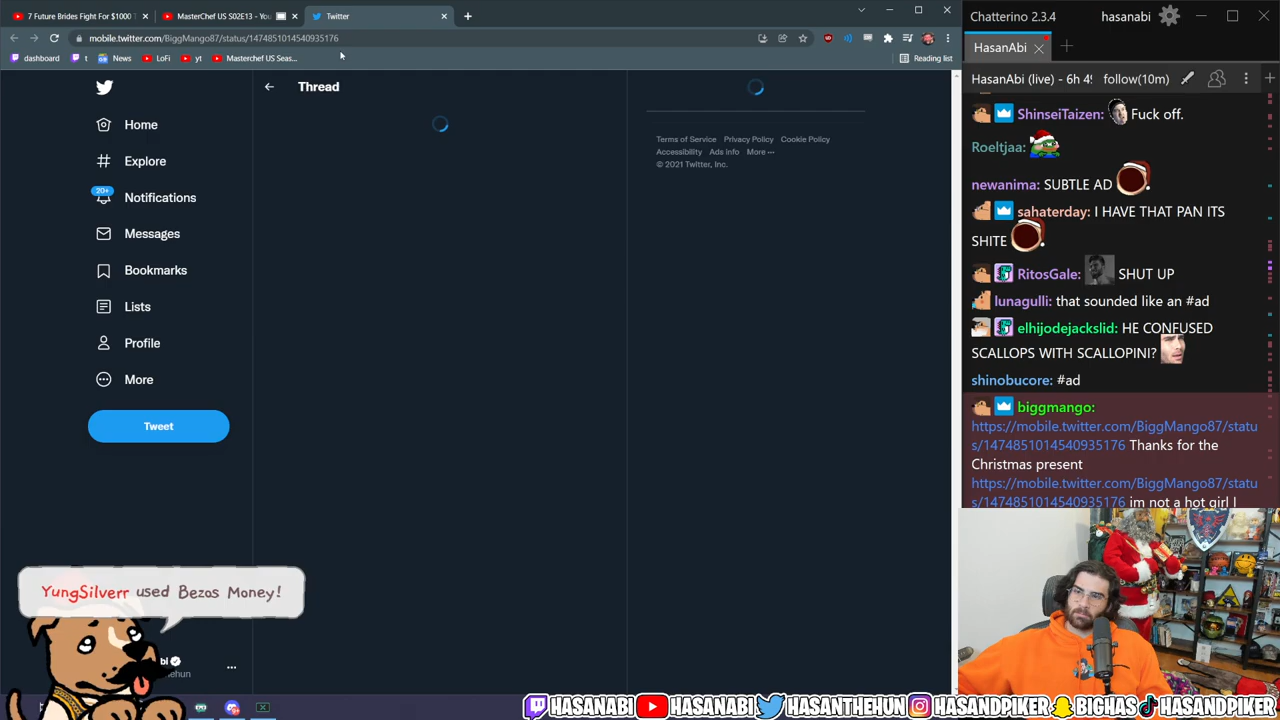 7 Future Brides Fight For $1000
MasterChef US S02E13 - You
Twitter
mobile.twitter.com/BiggMango87/status/1474851014540935176
dashboard
t
News
LoFi
yt
Masterchef US Seas...
Reading list
Thread
Home
Explore
20+
Notifications
Messages
Bookmarks
Lists
Profile
More
Tweet
Terms of Service Privacy Policy Cookie Policy
Accessibility Ads info More ···
© 2021 Twitter, Inc.
YungSilverr used Bezos Money!
Chatterino 2.3.4
hasanabi
HasanAbi
HasanAbi (live) - 6h 4
follow(10m)
ShinseiTaizen: Fuck off.
Roeltjaa:
newanima: SUBTLE AD
sahaterday: I HAVE THAT PAN ITS
SHITE
RitosGale: SHUT UP
lunagulli: that sounded like an #ad
elhijodejackslid: HE CONFUSED
SCALLOPS WITH SCALLOPINI?
shinobucore: #ad
biggmango:
https://mobile.twitter.com/BiggMango87/statu
s/1474851014540935176 Thanks for the
Christmas present
https://mobile.twitter.com/BiggMango87/statu
s/1474851014540935176 im not a hot girl I
HASANABI HASANABI HASANTHEHUN HASANDPIKER BIGHAS HASANDPIKER